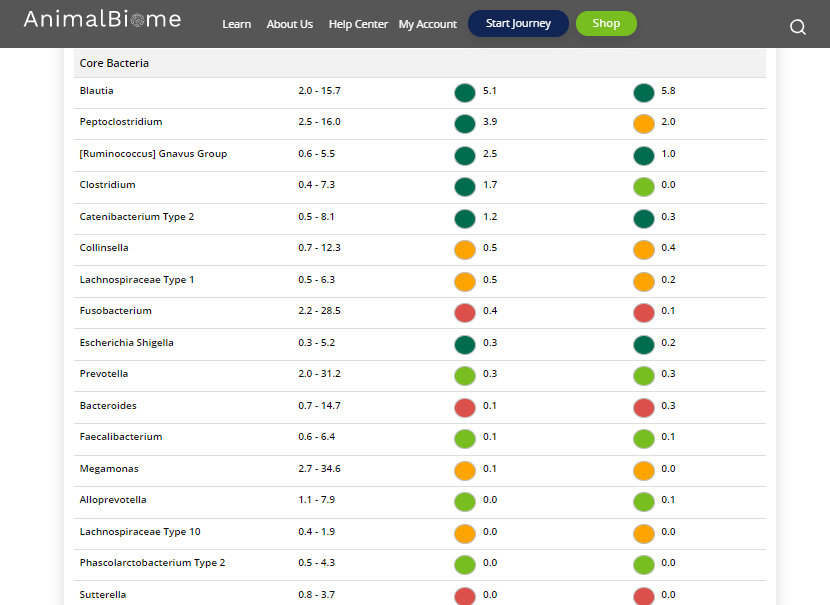 AnimalBiome Learn About Us Help Center My Account Start Journey Shop
Core Bacteria
Blautia 2.0 - 15.7 5.1 5.8
Peptoclostridium 2.5 - 16.0 3.9 2.0
[Ruminococcus] Gnavus Group 0.6 - 5.5 2.5 1.0
Clostridium 0.4 - 7.3 1.7 0.0
Catenibacterium Type 2 0.5 - 8.1 1.2 0.3
Collinsella 0.7 - 12.3 0.5 0.4
Lachnospiraceae Type 1 0.5 - 6.3 0.5 0.2
Fusobacterium 2.2 - 28.5 0.4 0.1
Escherichia Shigella 0.3 - 5.2 0.3 0.2
Prevotella 2.0 - 31.2 0.3 0.3
Bacteroides 0.7 - 14.7 0.1 0.3
Faecalibacterium 0.6 - 6.4 0.1 0.1
Megamonas 2.7 - 34.6 0.1 0.0
Alloprevotella 1.1 - 7.9 0.0 0.1
Lachnospiraceae Type 10 0.4 - 1.9 0.0 0.0
Phascolarctobacterium Type 2 0.5 - 4.3 0.0 0.0
Sutterella 0.8 - 3.7 0.0 0.0